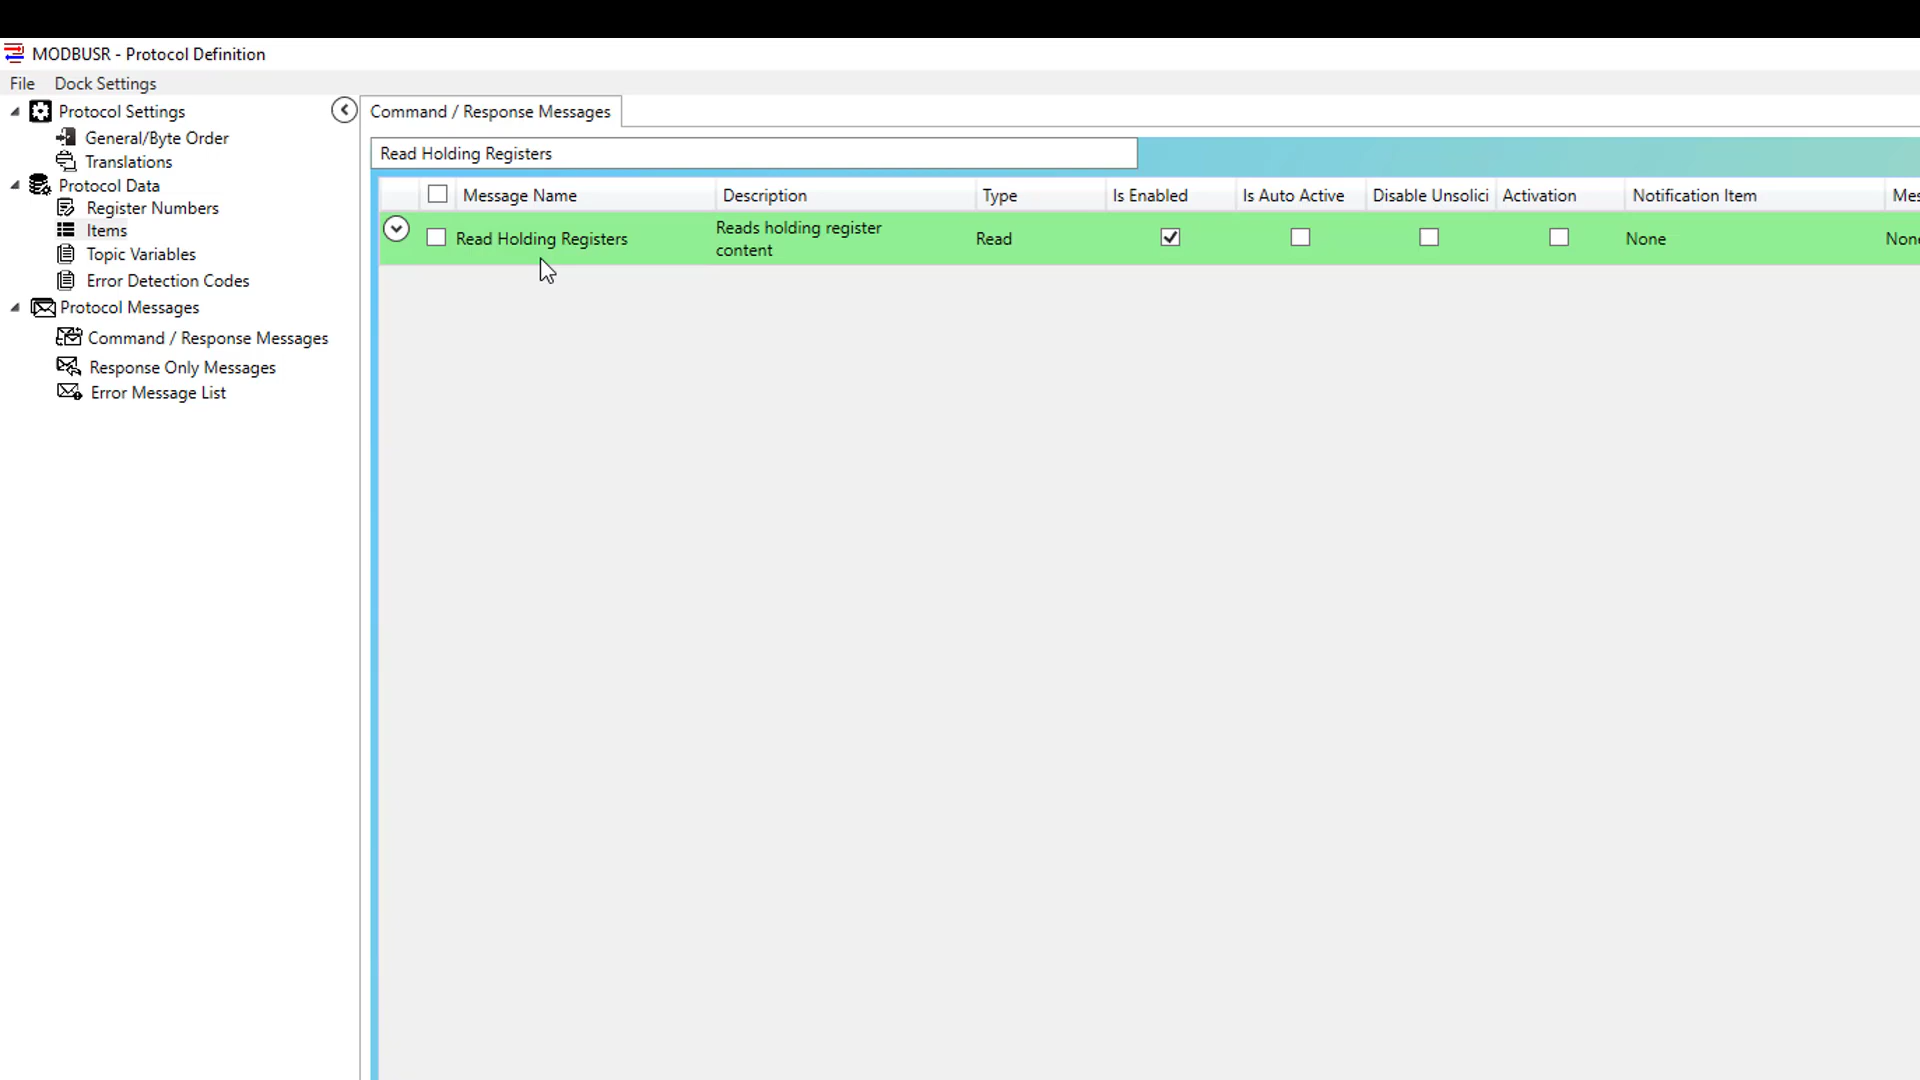 MODBUSR - Protocol Definition
File Dock Settings
Protocol Settings
General/Byte Order
Translations
Protocol Data
Register Numbers
Items
Topic Variables
Error Detection Codes
Protocol Messages
Command / Response Messages
Response Only Messages
Error Message List
Command / Response Messages
Read Holding Registers
Message Name Description Type Is Enabled Is Auto Active Disable Unsolici Activation Notification Item Mes
Read Holding Registers Reads holding register Read None None
content